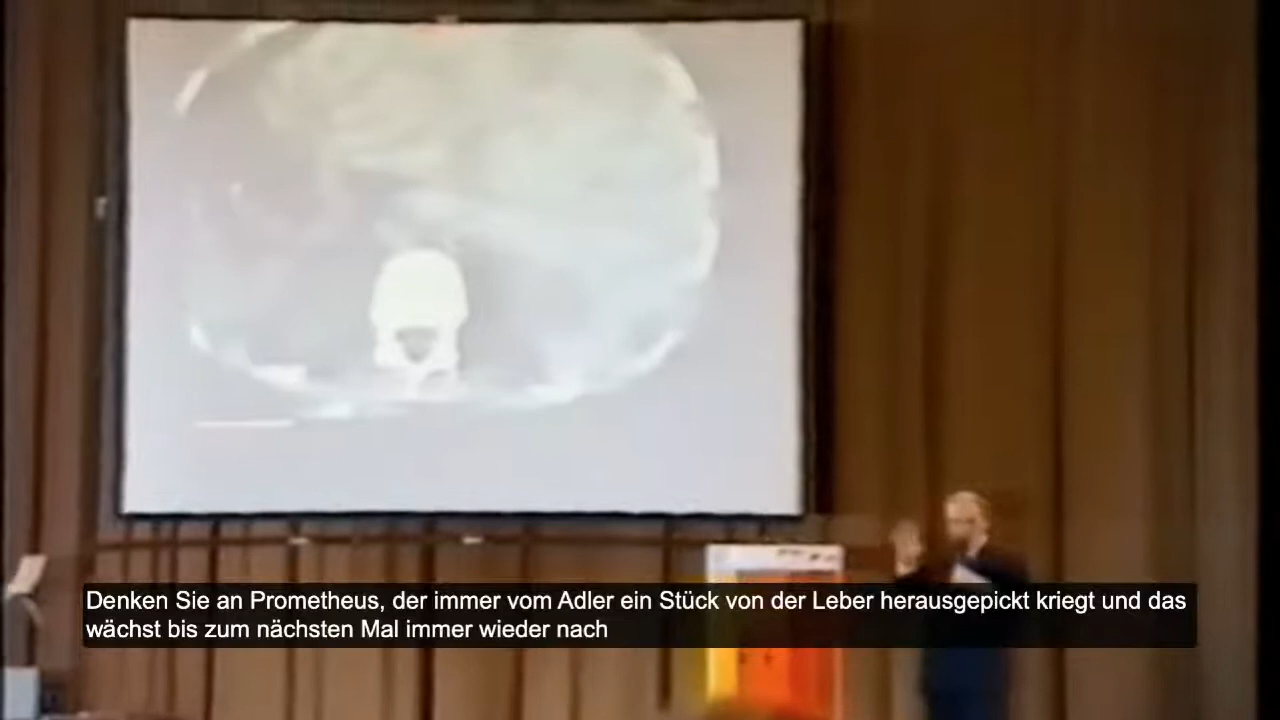 Denken Sie an Prometheus, der immer vom Adler ein Stück von der Leber herausgepickt kriegt und das
wächst bis zum nächsten Mal immer wieder nach